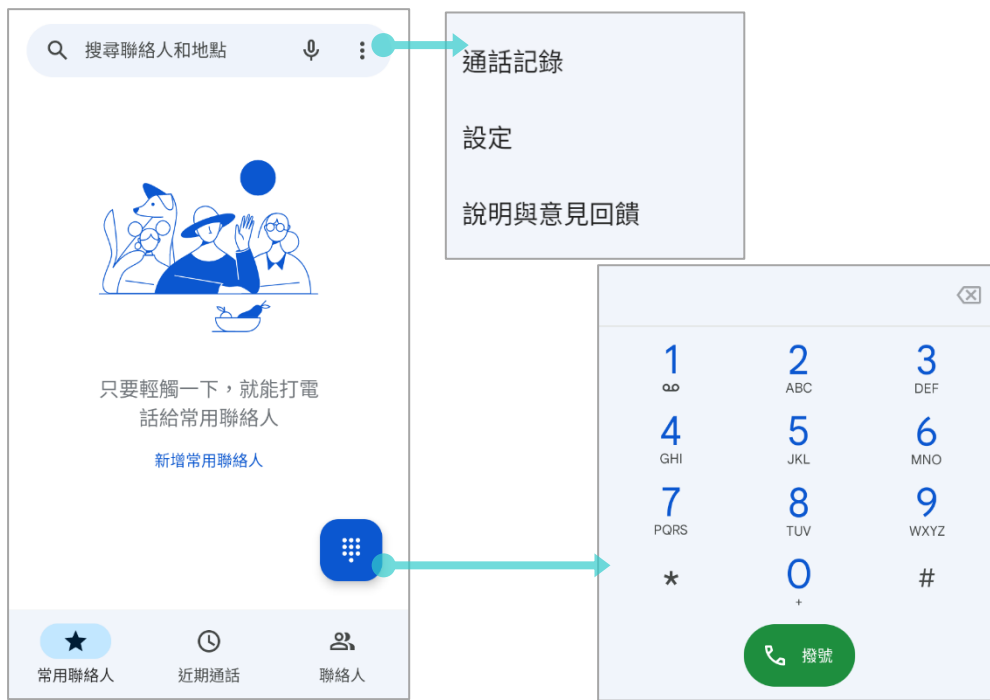 搜尋聯絡人和地點
只要輕觸一下，就能打電
話給常用聯絡人
新增常用聯絡人
常用聯絡人
近期通話
聯絡人
通話記錄
設定
說明與意見回饋
1 2 3
ABC DEF
4 5 6
GHI JKL MNO
7 8 9
PQRS TUV WXYZ
* 0 #
+
撥號